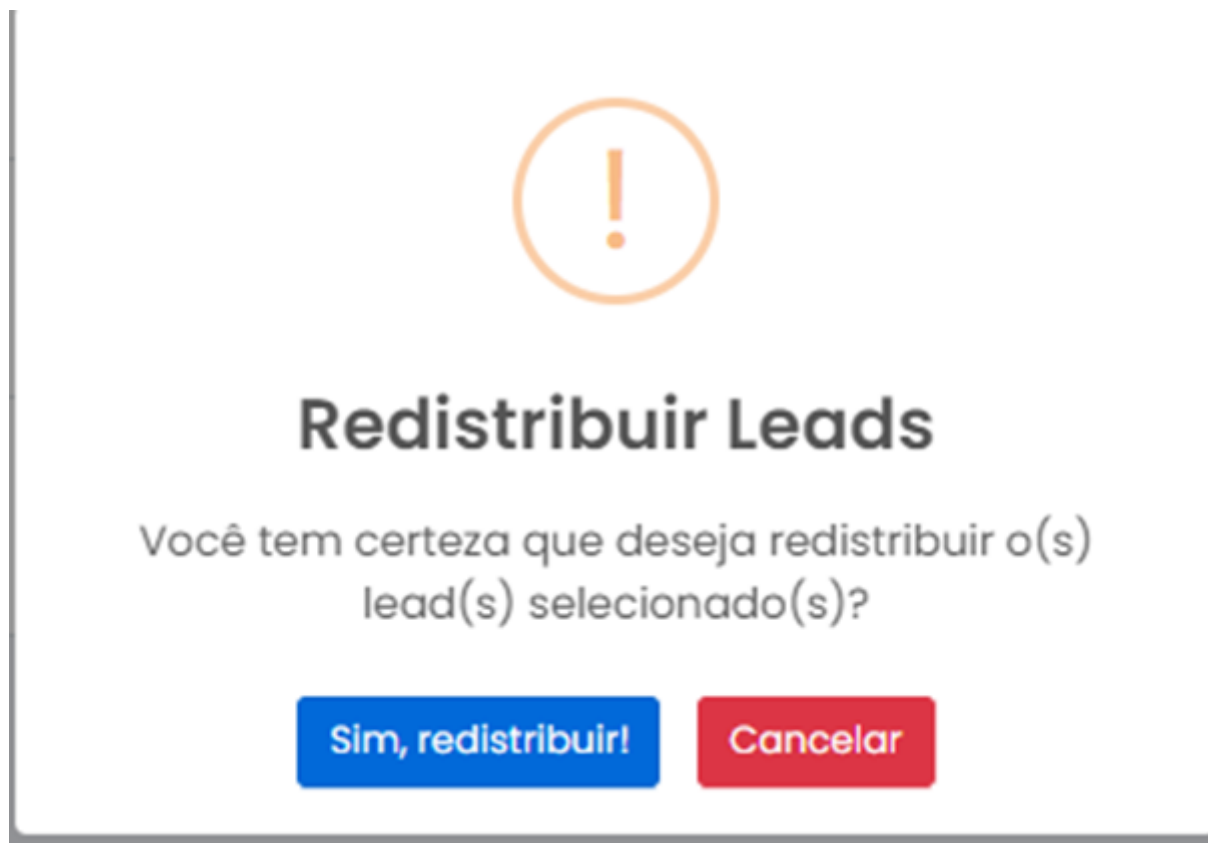 !
Redistribuir Leads
Você tem certeza que deseja redistribuir o(s)
lead(s) selecionado(s)?
Sim, redistribuir! Cancelar